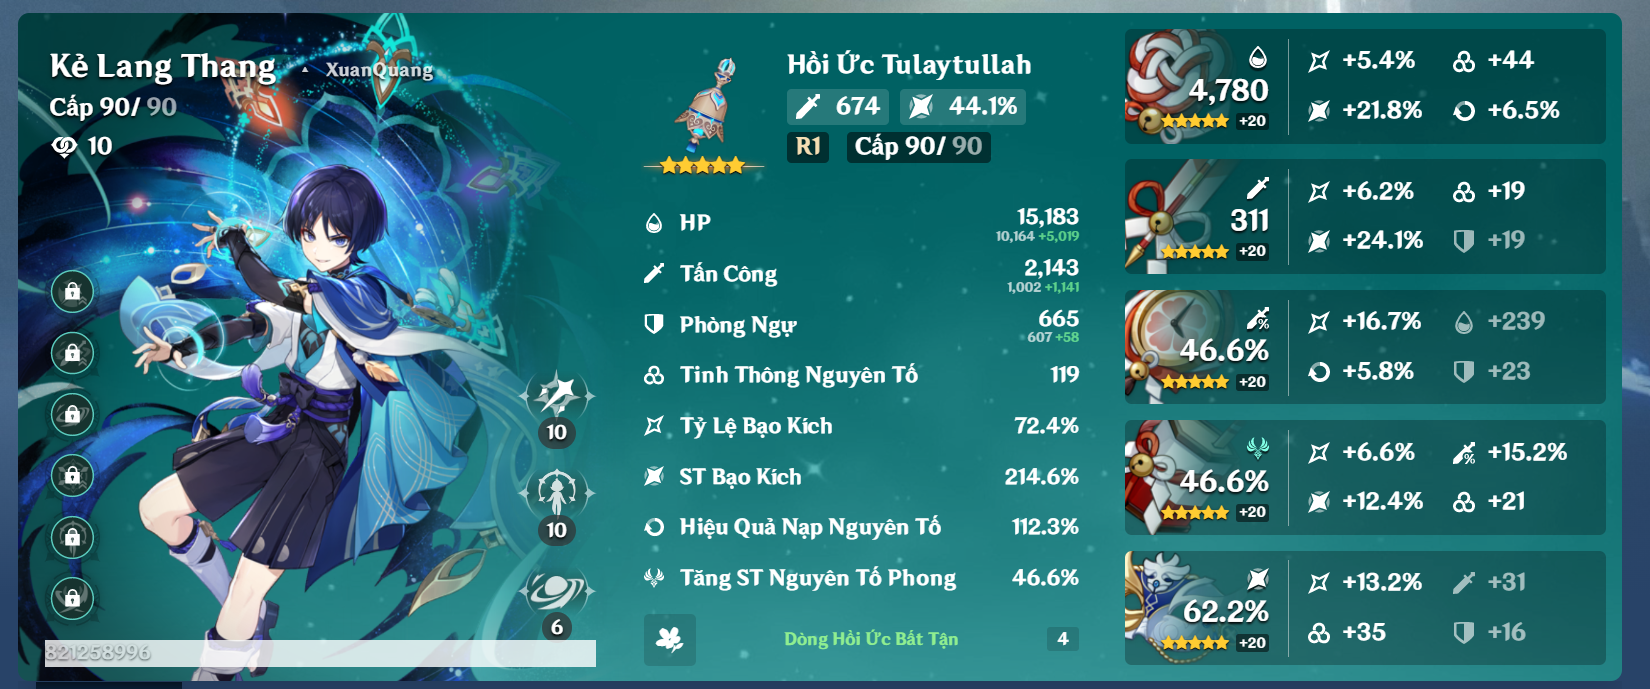 Kẻ Lang Thang • XuanQuang
Cấp 90/ 90
10
10
10
6
821258996
Hồi Ức Tulaytullah
674 44.1%
R1 Cấp 90/ 90
HP 15,183
10,164 +5,019
Tấn Công 2,143
1,002 +1,141
Phòng Ngự 665
607 +58
Tinh Thông Nguyên Tố 119
Tỷ Lệ Bạo Kích 72.4%
ST Bạo Kích 214.6%
Hiệu Quả Nạp Nguyên Tố 112.3%
Tăng ST Nguyên Tố Phong 46.6%
Dòng Hồi Ức Bất Tận 4
4,780
+20
+5.4% +44
+21.8% +6.5%
311
+20
+6.2% +19
+24.1% +19
46.6%
+20
+16.7% +239
+5.8% +23
46.6%
+20
+6.6% +15.2%
+12.4% +21
62.2%
+20
+13.2% +31
+35 +16